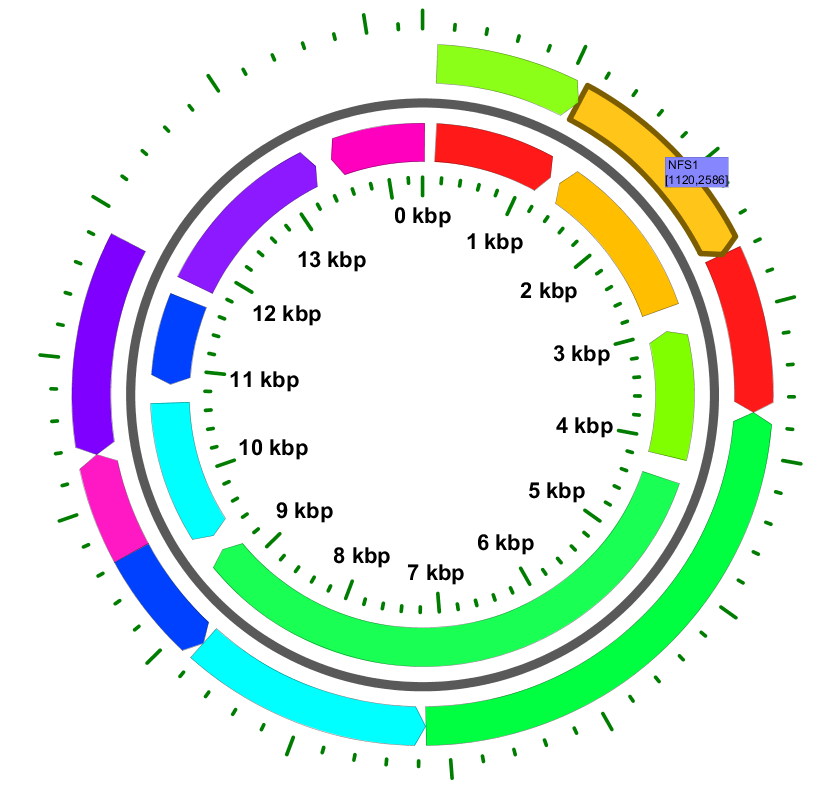 NFS1
[1120,2586]
0 kbp
1 kbp
2 kbp
3 kbp
4 kbp
5 kbp
6 kbp
7 kbp
8 kbp
9 kbp
10 kbp
11 kbp
12 kbp
13 kbp